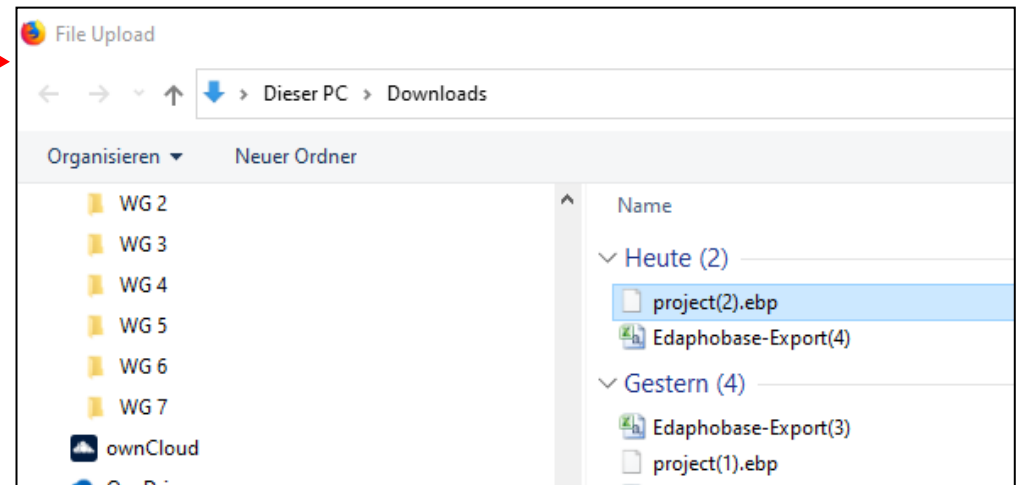 File Upload
Dieser PC > Downloads
Organisieren Neuer Ordner
WG 2
WG 3
WG 4
WG 5
WG 6
WG 7
ownCloud
Name
Heute (2)
project(2).ebp
Edaphobase-Export(4)
Gestern (4)
Edaphobase-Export(3)
project(1).ebp